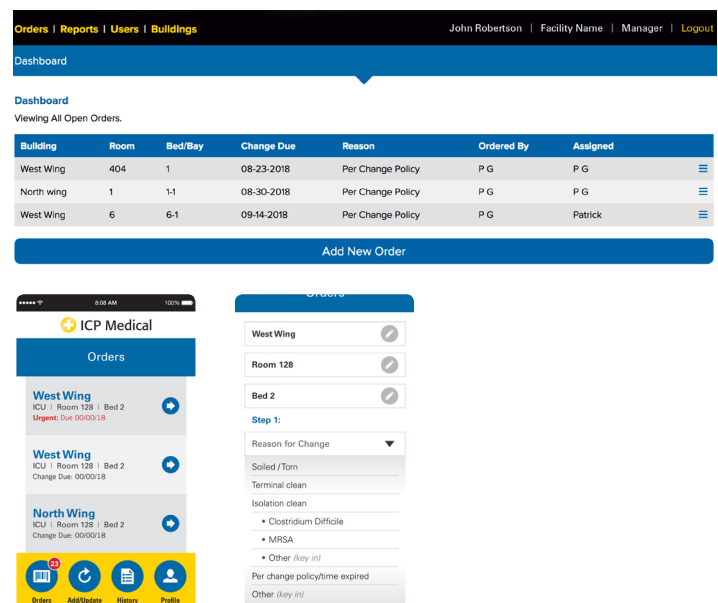 Orders | Reports | Users | Buildings
John Robertson | Facility Name | Manager | Logout
Dashboard
Dashboard
Viewing All Open Orders.
Building Room Bed/Bay Change Due Reason Ordered By Assigned
West Wing 404 1 08-23-2018 Per Change Policy P G P G
North wing 1 1-1 08-30-2018 Per Change Policy P G P G
West Wing 6 6-1 09-14-2018 Per Change Policy P G Patrick
Add New Order
8:08 AM 100%
ICP Medical
Orders
West Wing
ICU | Room 128 | Bed 2
Urgent: Due 00/00/18
West Wing
ICU | Room 128 | Bed 2
Change Due: 00/00/18
North Wing
ICU | Room 128 | Bed 2
Change Due: 00/00/18
23
Orders Add/Update History Profile
Orders
West Wing
Room 128
Bed 2
Step 1:
Reason for Change
Soiled /Torn
Terminal clean
Isolation clean
• Clostridium Difficile
• MRSA
• Other (key in)
Per change policy/time expired
Other (key in)